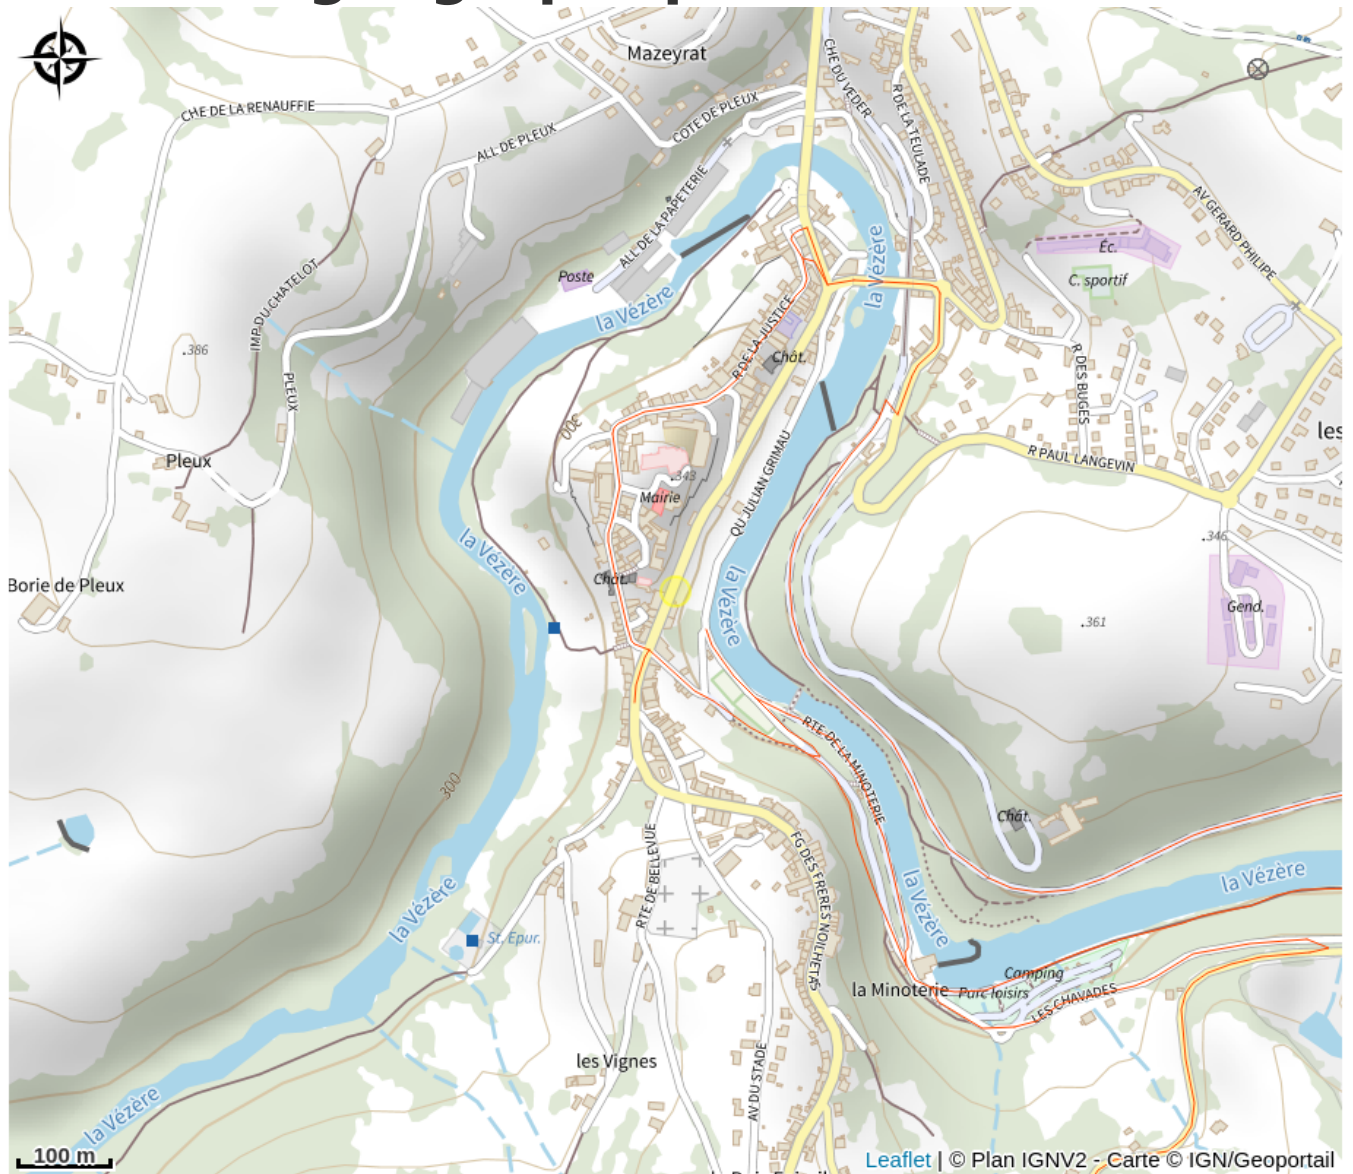 Mazeyrat
CHE DU VEDER
CHE DE LA RENAUFFIE
COTE DE PLEUX
R DE LA TEULADE
ALL DE PLEUX
ALL DE LA PAPETERIE
AV GERARD PHILIPE
la Vézère
Éc.
Poste
C. sportif
IMP DU CHATELOT
la Vézère
.386
R DE LA JUSTICE
Chât.
PLEUX
R DES BUGES
300
les
Pleux
R PAUL LANGEVIN
.343
Mairie
QU JULIAN GRIMAU
.346
la Vézère
Borie de Pleux
Chât.
la Vézère
Gend.
.361
RTE DE LA MINOTERIE
300
Chât.
RTE DE BELLEVUE
FG DES FRERES NOILHETAS
la Vézère
la Vézère
la Vézère
St. Epur.
Camping
la Minoterie
Parc loisirs
LES CHAVADES
les Vignes
AV DU STADE
la Vézère
100 m
Leaflet | © Plan IGNV2 - Carte © IGN/Geoportail